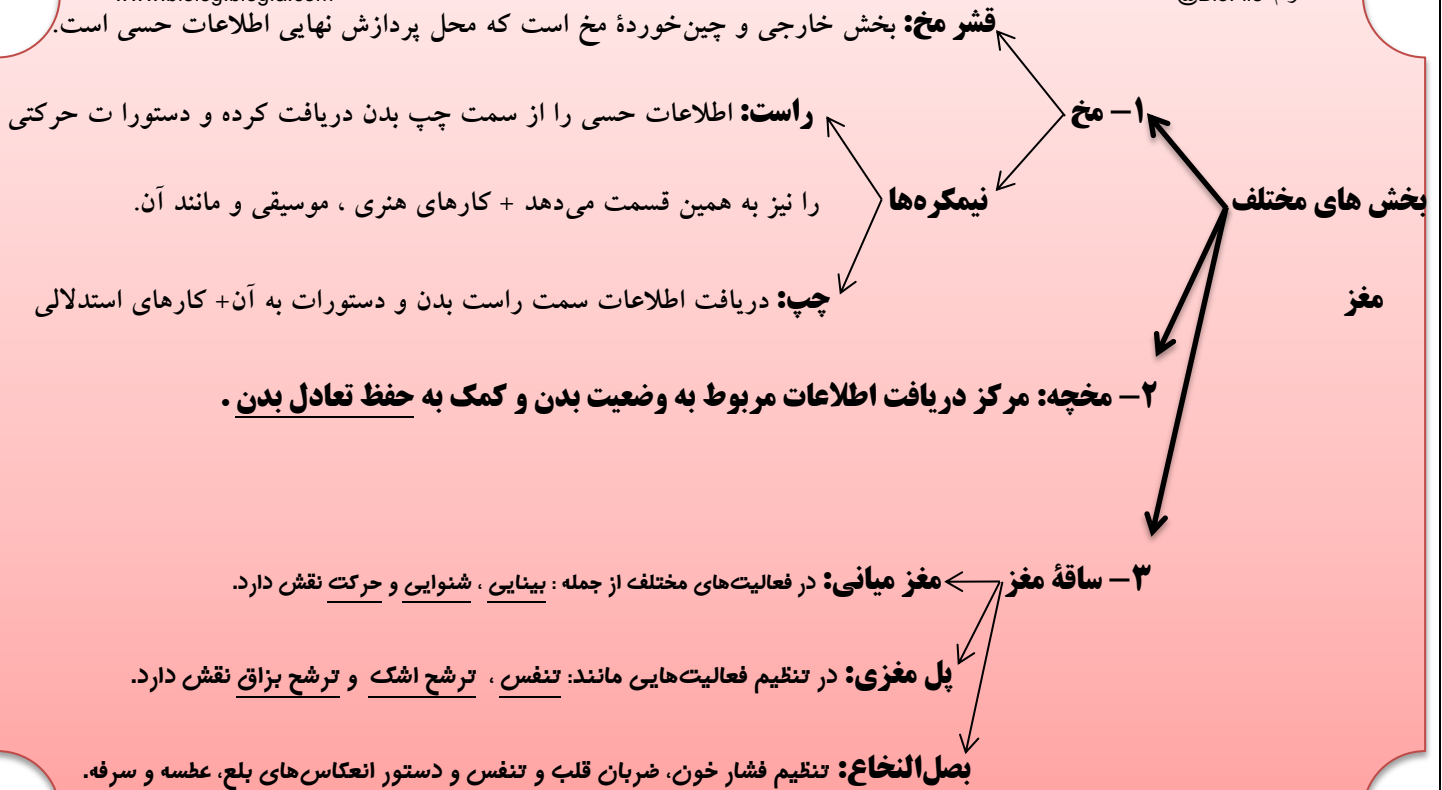 www.biologibiologia.com
قشر مخ: بخش خارجی و چین‌خوردهٔ مخ است که محل پردازش نهایی اطلاعات حسی است.
۱– مخ
راست: اطلاعات حسی را از سمت چپ بدن دریافت کرده و دستورا ت حرکتی
بخش های مختلف
نیمکره‌ها
را نیز به همین قسمت می‌دهد + کارهای هنری ، موسیقی و مانند آن.
مغز
چپ: دریافت اطلاعات سمت راست بدن و دستورات به آن+ کارهای استدلالی
۲– مخچه: مرکز دریافت اطلاعات مربوط به وضعیت بدن و کمک به حفظ تعادل بدن .
۳– ساقهٔ مغز
مغز میانی: در فعالیت‌های مختلف از جمله : بینایی ، شنوایی و حرکت نقش دارد.
پل مغزی: در تنظیم فعالیت‌هایی مانند: تنفس ، ترشح اشک و ترشح بزاق نقش دارد.
بصل‌النخاع: تنظیم فشار خون، ضربان قلب و تنفس و دستور انعکاس‌های بلع، عطسه و سرفه.